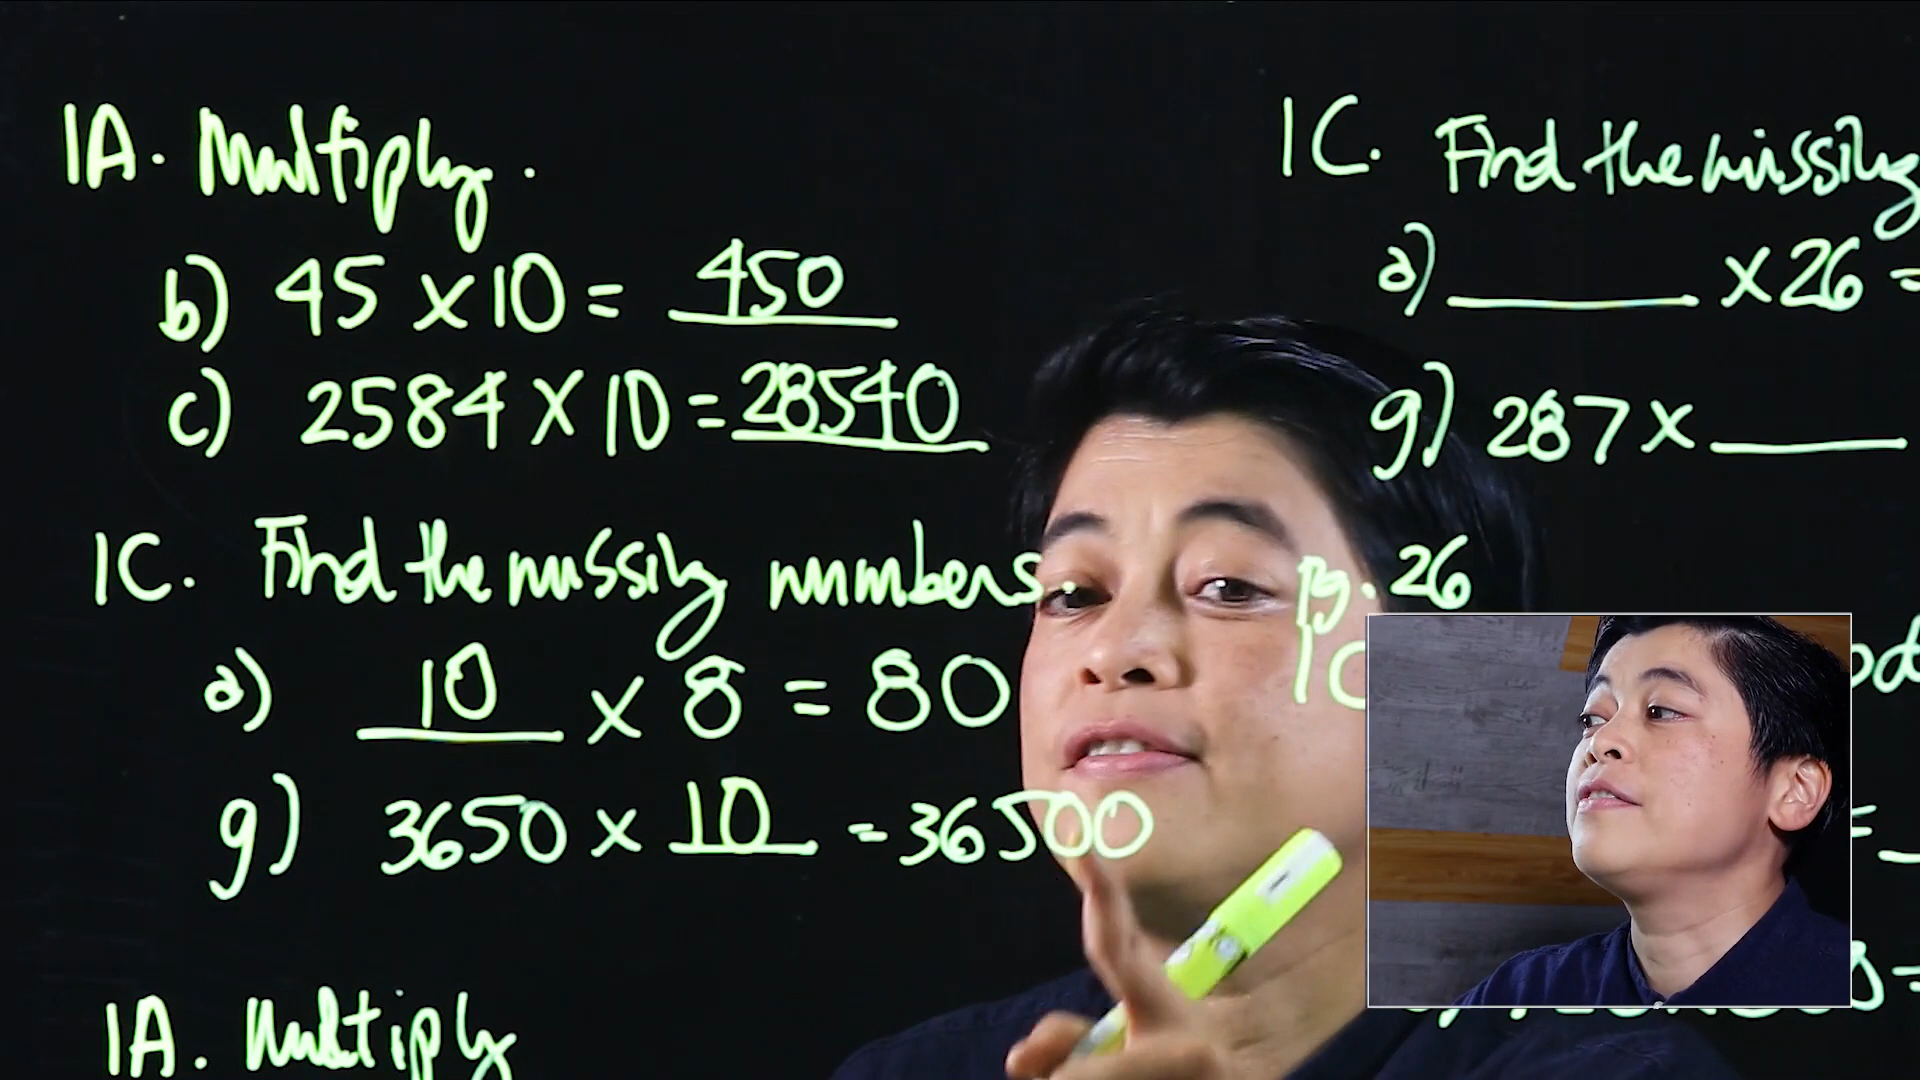 1A. Multiply.
b) 45 x 10 = 450
c) 2584 X 10 = 28540
1C. Find the missing numbers.
a) 10 x 8 = 80
g) 3650 x 10 = 36500
1A. Multiply
1C. Find the missing
a) ____ x 26 =
g) 287 x ____
pg. 26